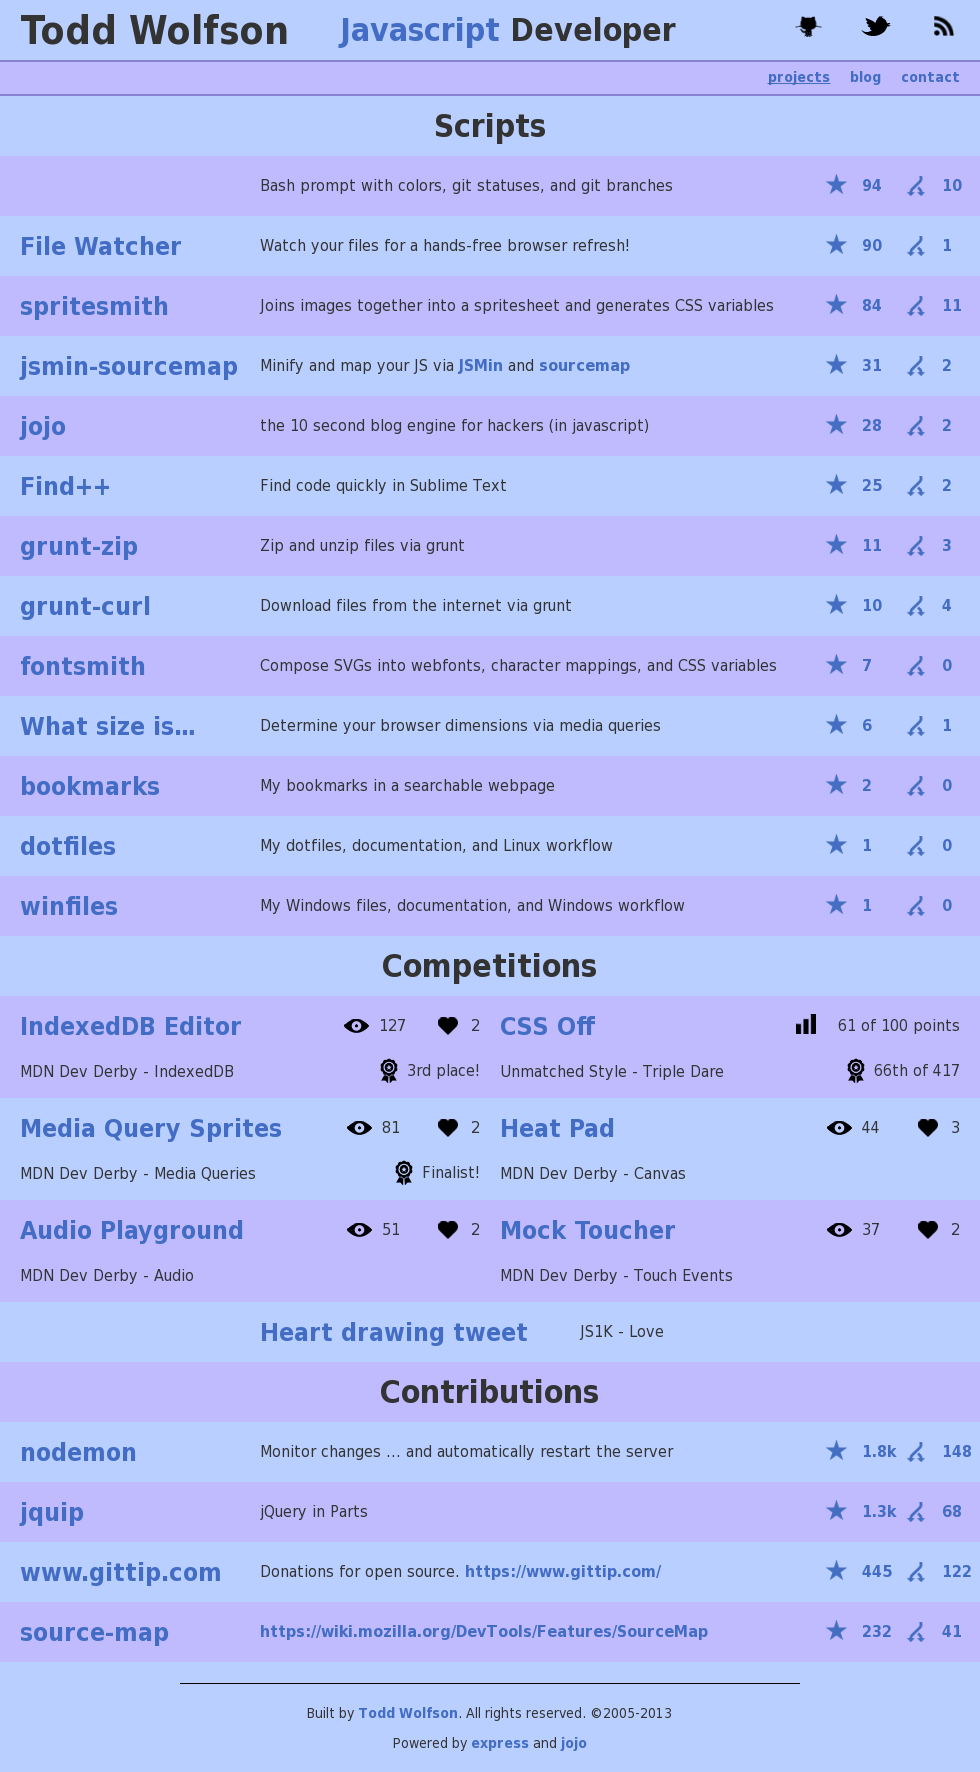 Todd Wolfson Javascript Developer
projects blog contact
Scripts
Bash prompt with colors, git statuses, and git branches 94 10
File Watcher Watch your files for a hands-free browser refresh! 90 1
spritesmith Joins images together into a spritesheet and generates CSS variables 84 11
jsmin-sourcemap Minify and map your JS via JSMin and sourcemap 31 2
jojo the 10 second blog engine for hackers (in javascript) 28 2
Find++ Find code quickly in Sublime Text 25 2
grunt-zip Zip and unzip files via grunt 11 3
grunt-curl Download files from the internet via grunt 10 4
fontsmith Compose SVGs into webfonts, character mappings, and CSS variables 7 0
What size is... Determine your browser dimensions via media queries 6 1
bookmarks My bookmarks in a searchable webpage 2 0
dotfiles My dotfiles, documentation, and Linux workflow 1 0
winfiles My Windows files, documentation, and Windows workflow 1 0
Competitions
IndexedDB Editor 127 2 CSS Off 61 of 100 points
MDN Dev Derby - IndexedDB 3rd place! Unmatched Style - Triple Dare 66th of 417
Media Query Sprites 81 2 Heat Pad 44 3
MDN Dev Derby - Media Queries Finalist! MDN Dev Derby - Canvas
Audio Playground 51 2 Mock Toucher 37 2
MDN Dev Derby - Audio MDN Dev Derby - Touch Events
Heart drawing tweet JS1K - Love
Contributions
nodemon Monitor changes ... and automatically restart the server 1.8k 148
jquip jQuery in Parts 1.3k 68
www.gittip.com Donations for open source. https://www.gittip.com/ 445 122
source-map https://wiki.mozilla.org/DevTools/Features/SourceMap 232 41
Built by Todd Wolfson. All rights reserved. ©2005-2013
Powered by express and jojo